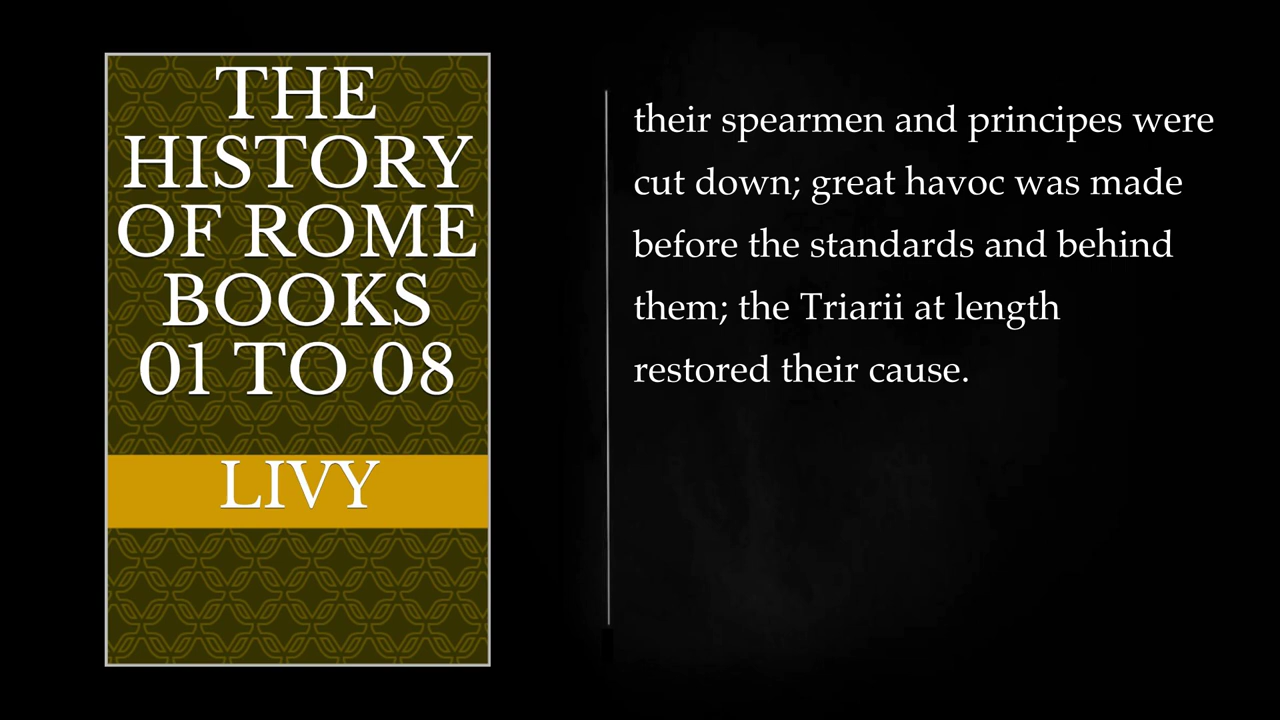 THE
HISTORY
OF ROME
BOOKS
01 TO 08
LIVY
their spearmen and principes were
cut down; great havoc was made
before the standards and behind
them; the Triarii at length
restored their cause.